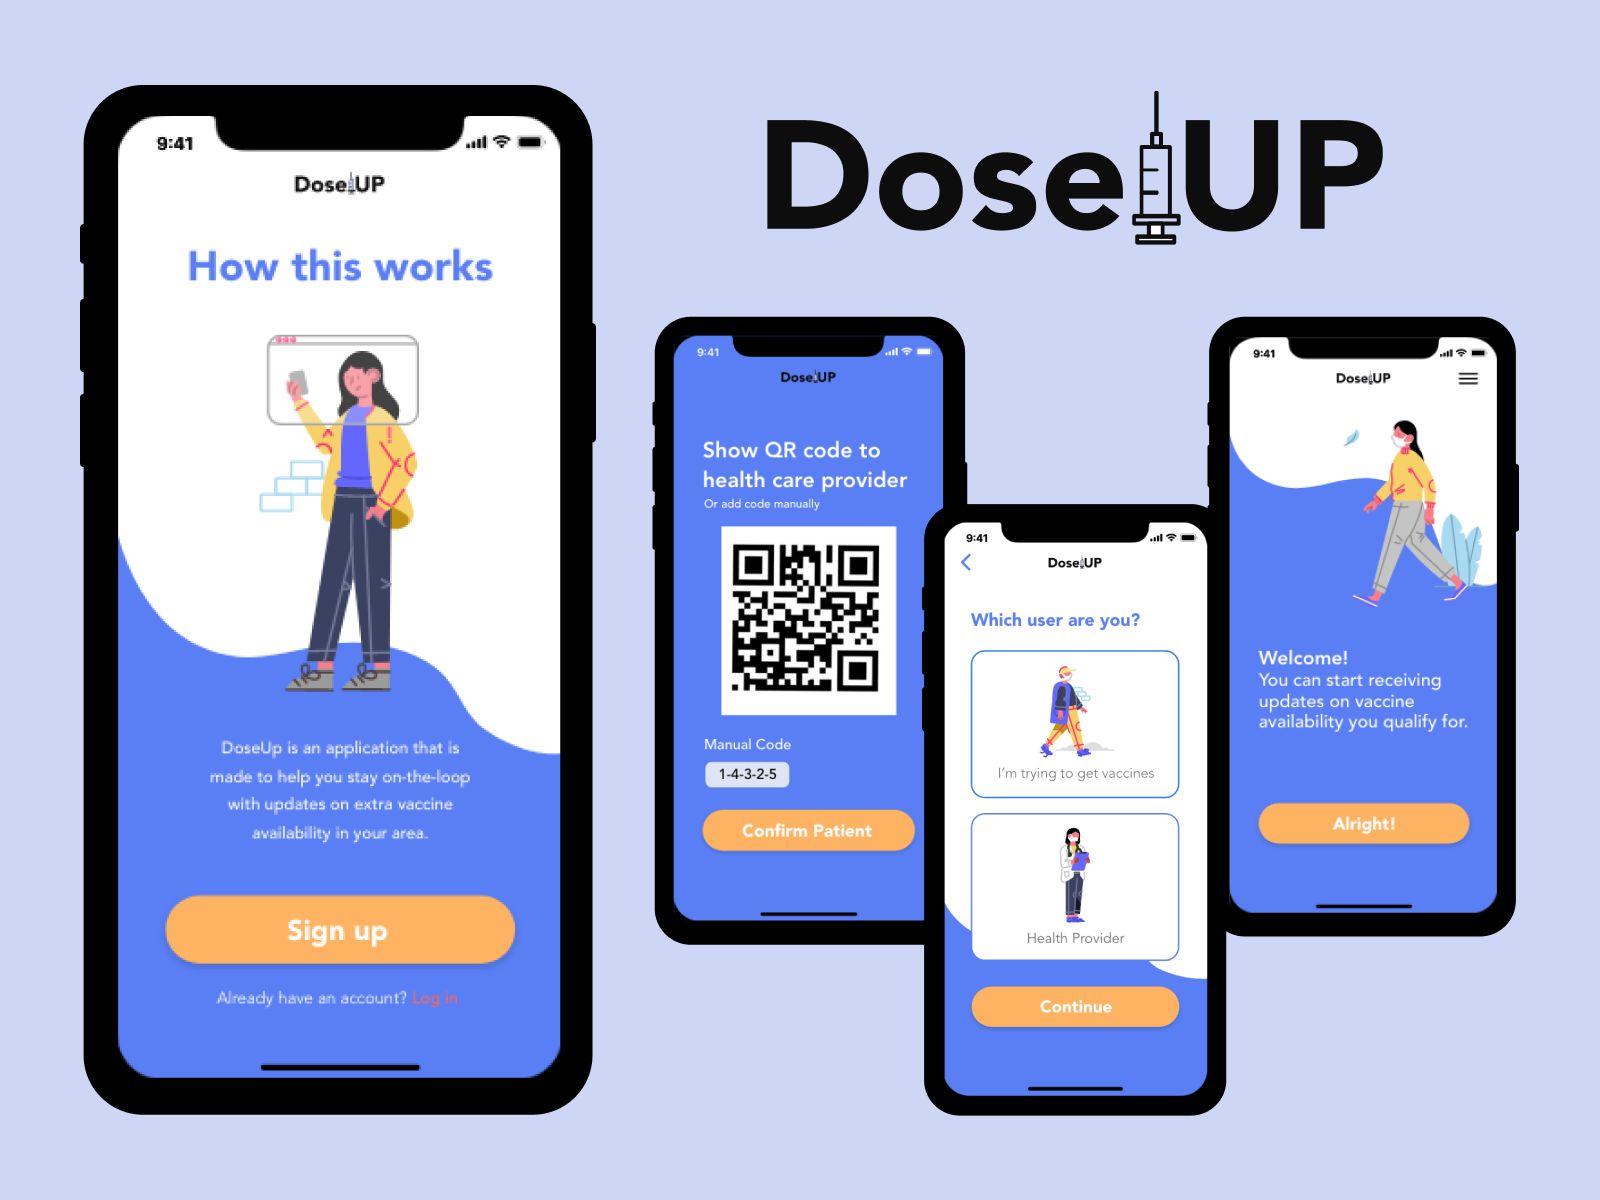 9:41
DoseUP
How this works
DoseUp is an application that is
made to help you stay on-the-loop
with updates on extra vaccine
availability in your area.
Sign up
Already have an account? Log in
DoseUP
9:41
DoseUP
Show QR code to
health care provider
Or add code manually
Manual Code
1-4-3-2-5
Confirm Patient
9:41
DoseUP
Which user are you?
I'm trying to get vaccines
Health Provider
Continue
9:41
DoseUP
Welcome!
You can start receiving
updates on vaccine
availability you qualify for.
Alright!